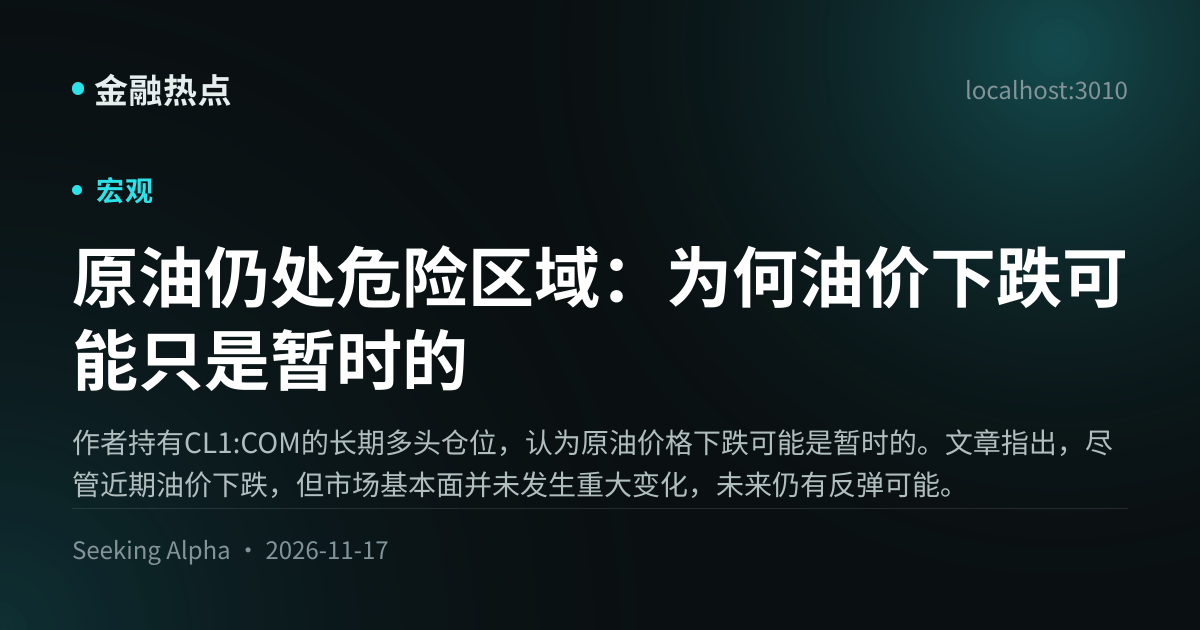 金融热点
localhost:3010
宏观
原油仍处危险区域：为何油价下跌可
能只是暂时的
作者持有CL1:COM的长期多头仓位，认为原油价格下跌可能是暂时的。文章指出，尽
管近期油价下跌，但市场基本面并未发生重大变化，未来仍有反弹可能。
Seeking Alpha · 2026-11-17